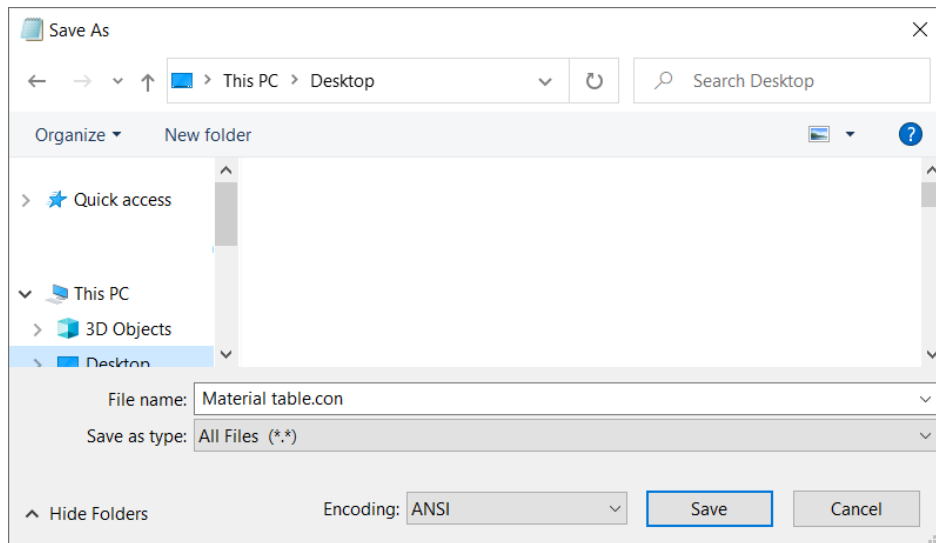 Save As
This PC > Desktop
Search Desktop
Organize
New folder
?
Quick access
This PC
3D Objects
Desktop
File name: Material table.con
Save as type: All Files (*.*)
Hide Folders
Encoding: ANSI
Save
Cancel